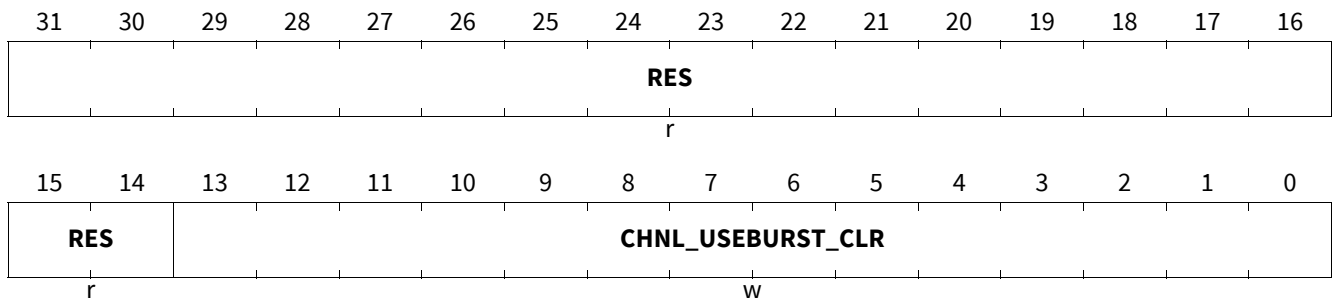 31 30 29 28 27 26 25 24 23 22 21 20 19 18 17 16
RES
r
15 14 13 12 11 10 9 8 7 6 5 4 3 2 1 0
RES CHNL_USEBURST_CLR
r w